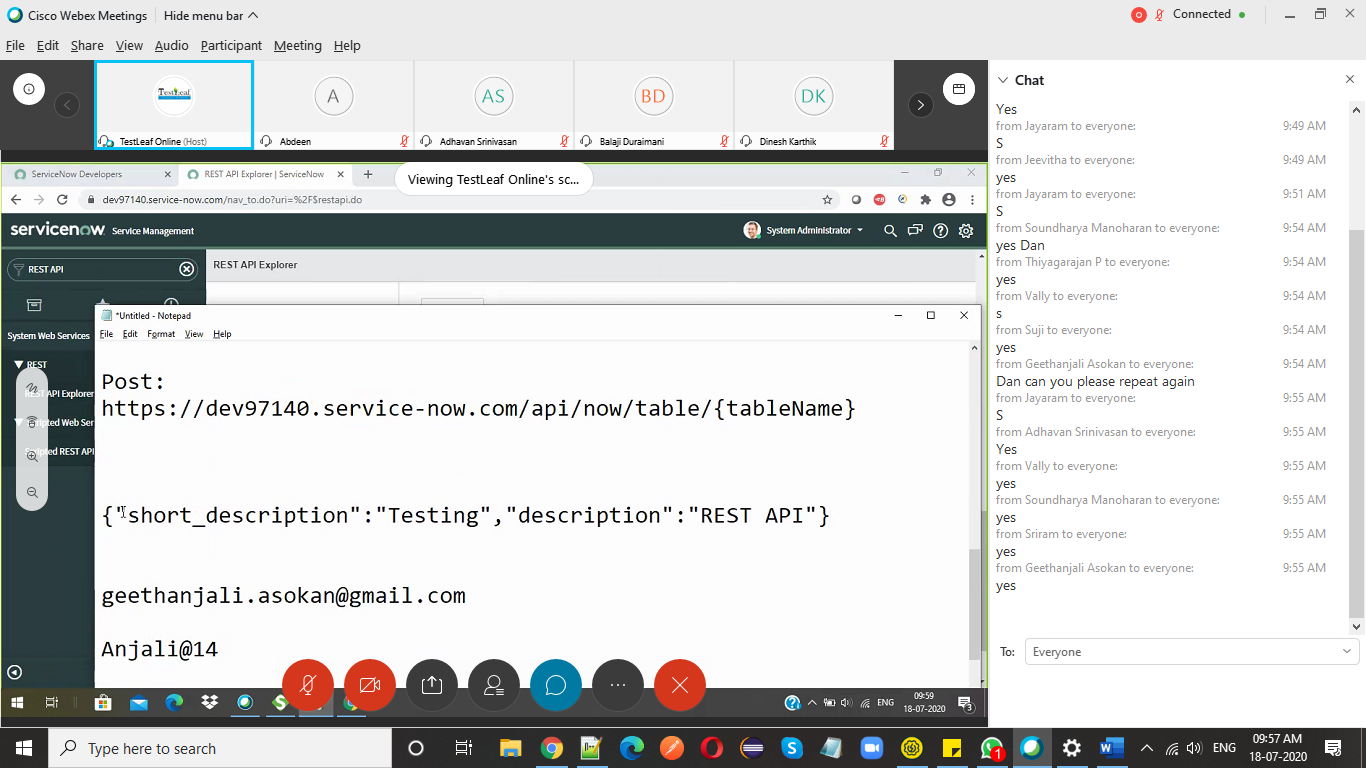 Cisco Webex Meetings
Hide menu bar
Connected
File Edit Share View Audio Participant Meeting Help
TestLeaf
A
AS
BD
DK
TestLeaf Online (Host)
Abdeen
Adhavan Srinivasan
Balaji Duraimani
Dinesh Karthik
ServiceNow Developers
REST API Explorer | ServiceNow
Viewing TestLeaf Online's sc...
dev97140.service-now.com/nav_to.do?uri=%2F$restapi.do
servicenow Service Management
System Administrator
REST API
REST API Explorer
System Web Services
REST
REST API Explorer
Scripted Web Ser
Scripted REST API
*Untitled - Notepad
File Edit Format View Help
Post:
https://dev97140.service-now.com/api/now/table/{tableName}
{"short_description":"Testing","description":"REST API"}
geethanjali.asokan@gmail.com
Anjali@14
ENG
09:59
18-07-2020
3
Chat
Yes
from Jayaram to everyone: 9:49 AM
S
from Jeevitha to everyone: 9:49 AM
yes
from Jayaram to everyone: 9:51 AM
S
from Soundharya Manoharan to everyone: 9:54 AM
yes Dan
from Thiyagarajan P to everyone: 9:54 AM
yes
from Vally to everyone: 9:54 AM
s
from Suji to everyone: 9:54 AM
yes
from Geethanjali Asokan to everyone: 9:54 AM
Dan can you please repeat again
from Jayaram to everyone: 9:55 AM
S
from Adhavan Srinivasan to everyone: 9:55 AM
Yes
from Vally to everyone: 9:55 AM
yes
from Soundharya Manoharan to everyone: 9:55 AM
yes
from Sriram to everyone: 9:55 AM
yes
from Geethanjali Asokan to everyone: 9:55 AM
yes
To: Everyone
Type here to search
1
ENG
09:57 AM
18-07-2020